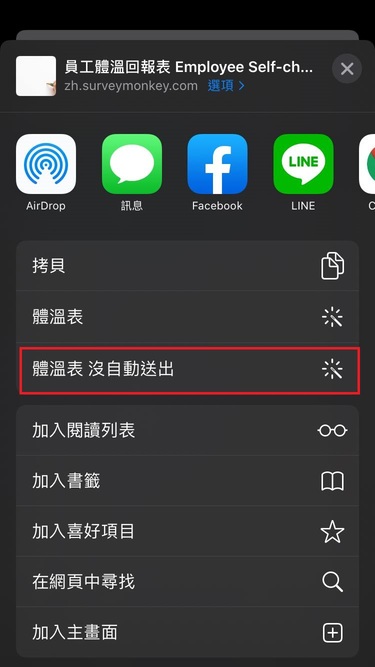 員工體溫回報表 Employee Self-ch...
zh.surveymonkey.com 選項 >
AirDrop
訊息
Facebook
LINE
LINE
C
拷貝
體溫表
體溫表 沒自動送出
加入閱讀列表
加入書籤
加入喜好項目
在網頁中尋找
加入主畫面